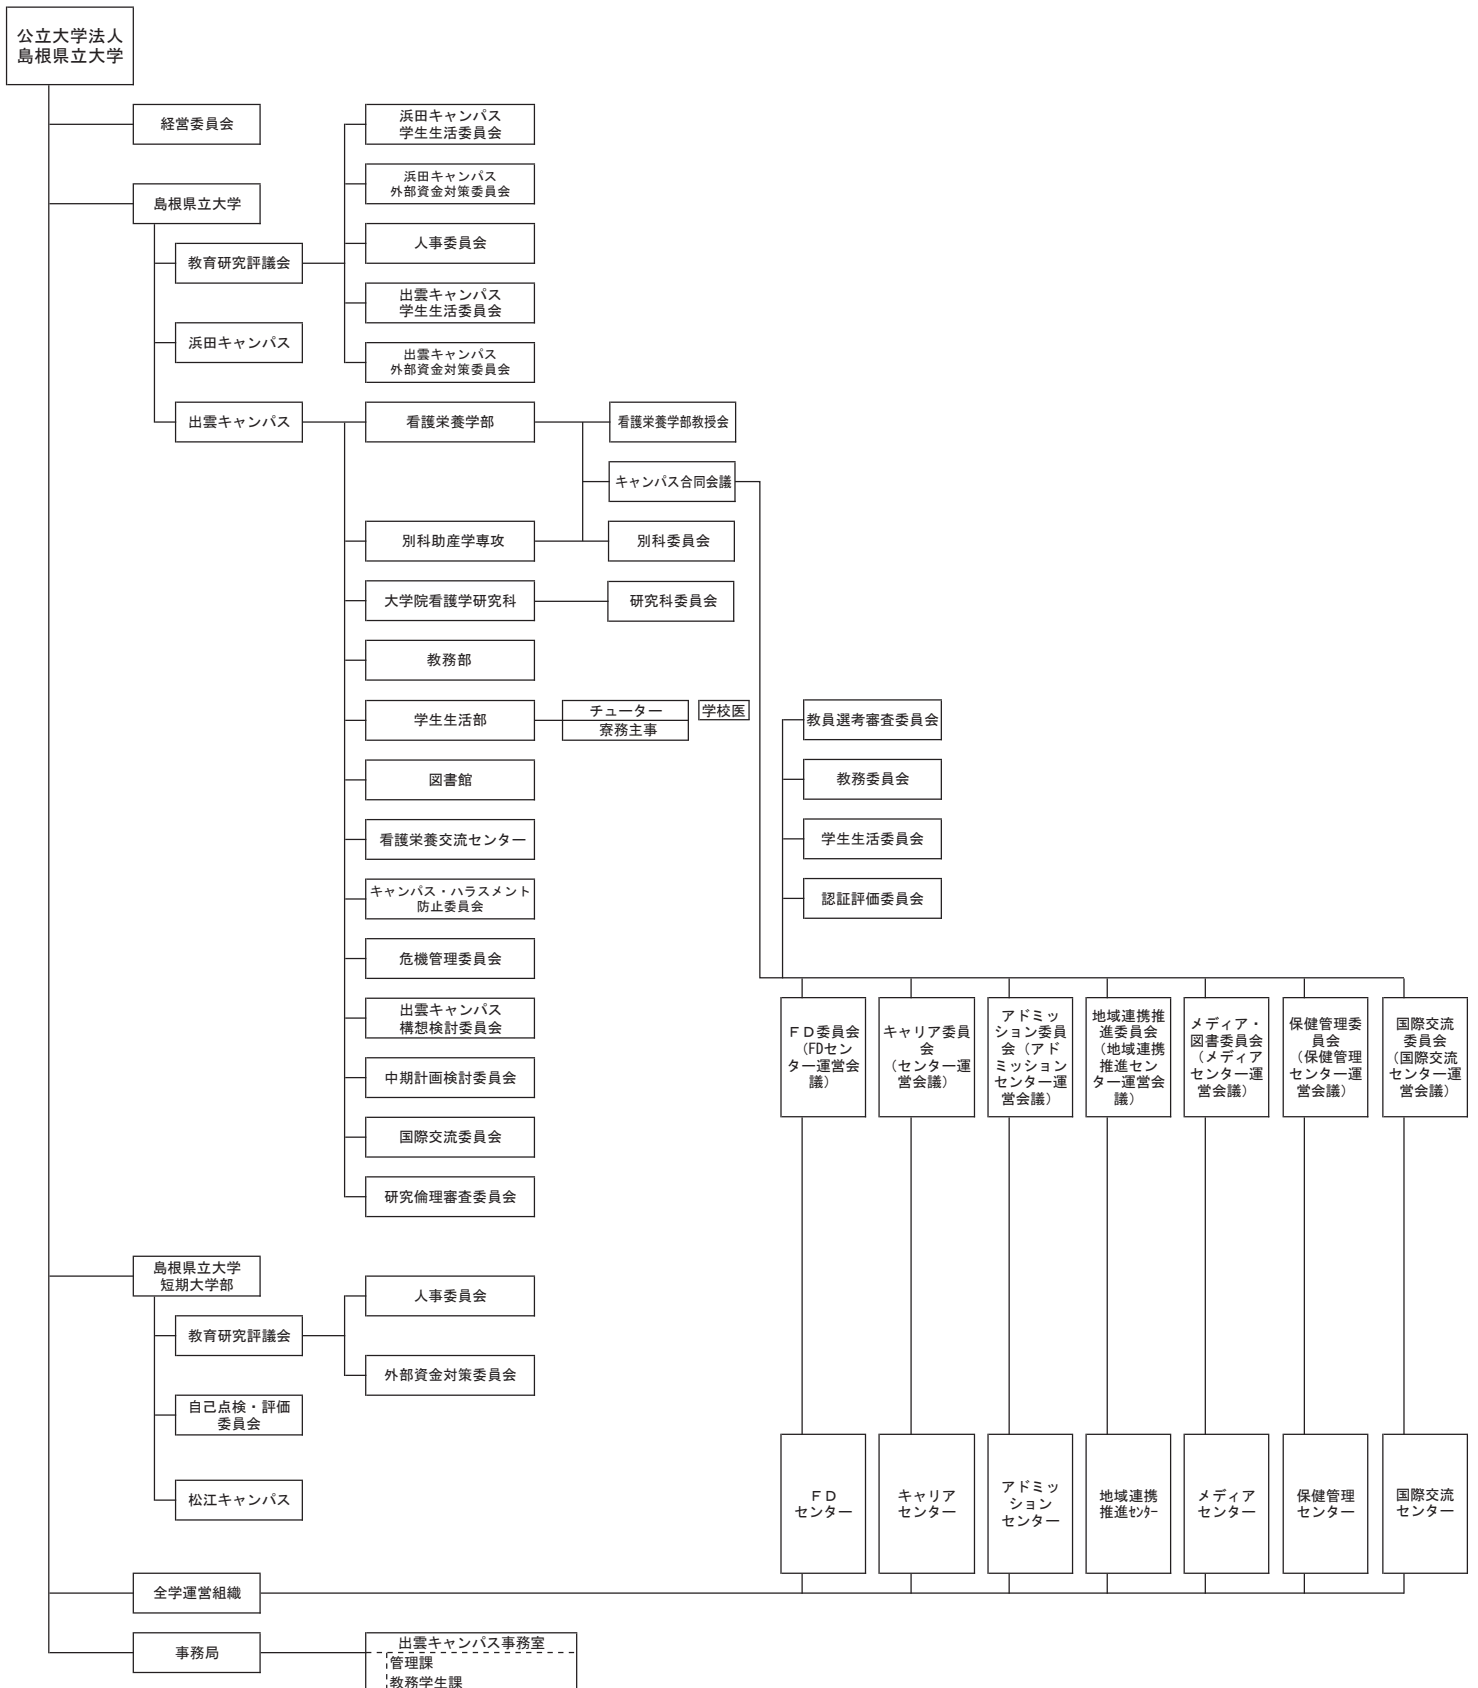 公立大学法人
島根県立大学
経営委員会
島根県立大学
教育研究評議会
浜田キャンパス
学生生活委員会
浜田キャンパス
外部資金対策委員会
人事委員会
出雲キャンパス
学生生活委員会
出雲キャンパス
外部資金対策委員会
浜田キャンパス
出雲キャンパス
看護栄養学部
看護栄養学部教授会
キャンパス合同会議
別科助産学専攻
別科委員会
大学院看護学研究科
研究科委員会
教務部
学生生活部
チューター
寮務主事
学校医
図書館
看護栄養交流センター
キャンパス・ハラスメント
防止委員会
危機管理委員会
出雲キャンパス
構想検討委員会
中期計画検討委員会
国際交流委員会
研究倫理審査委員会
教員選考審査委員会
教務委員会
学生生活委員会
認証評価委員会
ＦＤ委員会
（FDセン
ター運営会
議）
キャリア委員
会
（センター運
営会議）
アドミッ
ション委員
会（アド
ミッション
センター運
営会議）
地域連携推
進委員会
（地域連携
推進セン
ター運営会
議）
メディア・
図書委員会
（メディア
センター運
営会議）
保健管理委
員会
（保健管理
センター運
営会議）
国際交流
委員会
（国際交流
センター運
営会議）
島根県立大学
短期大学部
教育研究評議会
人事委員会
外部資金対策委員会
自己点検・評価
委員会
松江キャンパス
ＦＤ
センター
キャリア
センター
アドミッ
ション
センター
地域連携
推進ｾﾝﾀｰ
メディア
センター
保健管理
センター
国際交流
センター
全学運営組織
事務局
出雲キャンパス事務室
管理課
教務学生課